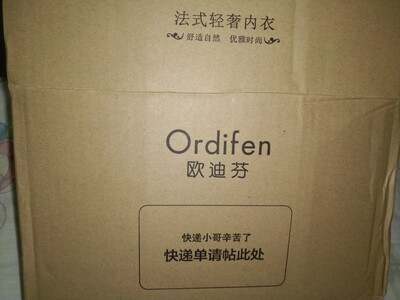 法式轻奢内衣
舒适自然 优雅时尚
Ordifen
欧迪芬
快递小哥辛苦了
快递单请帖此处